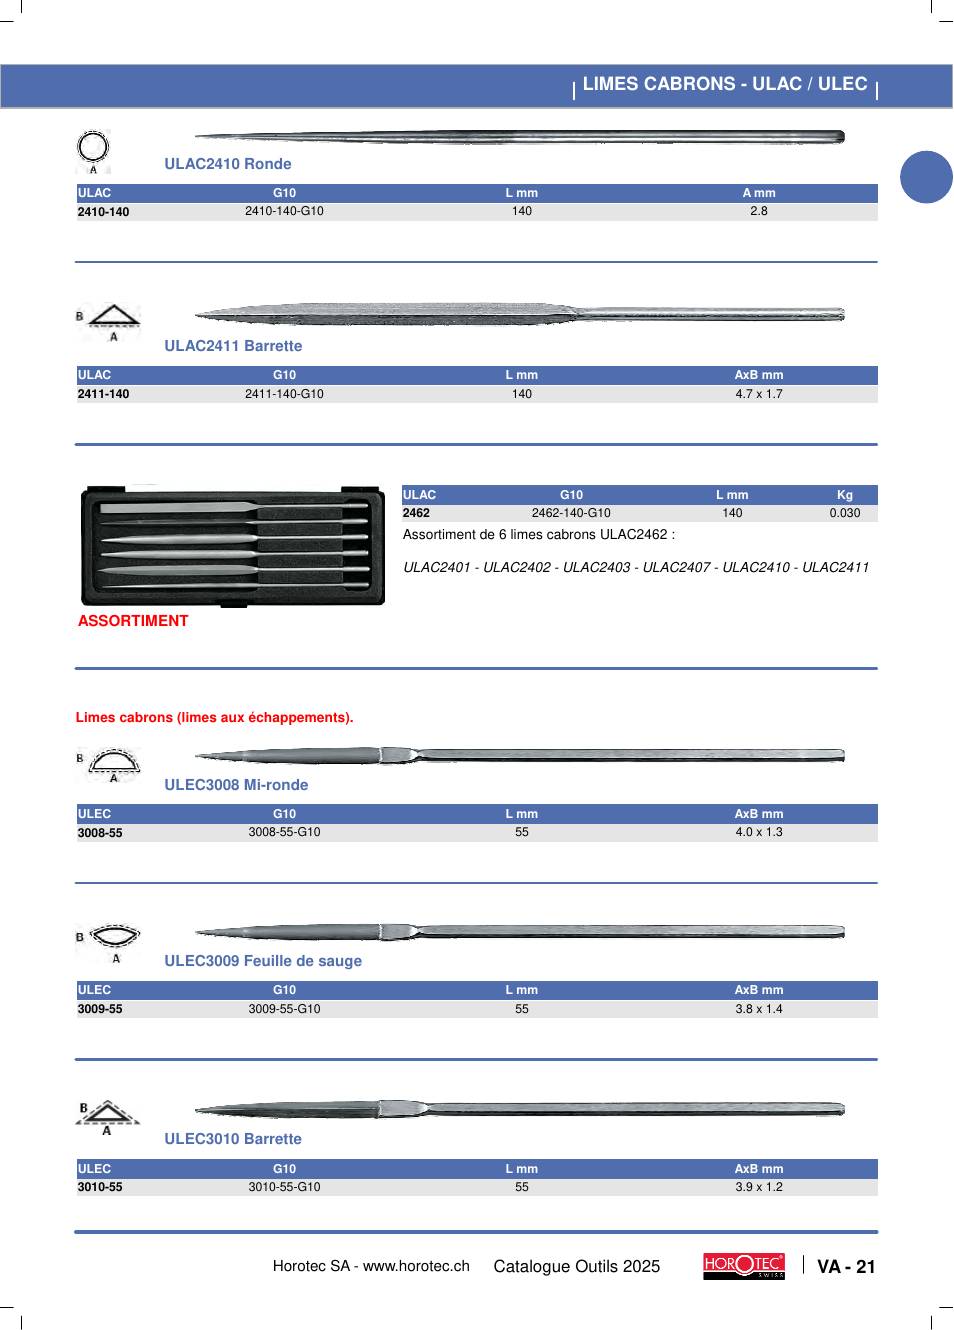 LIMES CABRONS - ULAC / ULEC
A
ULAC2410 Ronde
ULAC G10 L mm A mm
2410-140 2410-140-G10 140 2.8
B
A
ULAC2411 Barrette
ULAC G10 L mm AxB mm
2411-140 2411-140-G10 140 4.7 x 1.7
ULAC G10 L mm Kg
2462 2462-140-G10 140 0.030
Assortiment de 6 limes cabrons ULAC2462 :
ULAC2401 - ULAC2402 - ULAC2403 - ULAC2407 - ULAC2410 - ULAC2411
ASSORTIMENT
Limes cabrons (limes aux échappements).
B
A
ULEC3008 Mi-ronde
ULEC G10 L mm AxB mm
3008-55 3008-55-G10 55 4.0 x 1.3
B
A
ULEC3009 Feuille de sauge
ULEC G10 L mm AxB mm
3009-55 3009-55-G10 55 3.8 x 1.4
B
A
ULEC3010 Barrette
ULEC G10 L mm AxB mm
3010-55 3010-55-G10 55 3.9 x 1.2
Horotec SA - www.horotec.ch Catalogue Outils 2025 HOROTEC® SWISS VA - 21